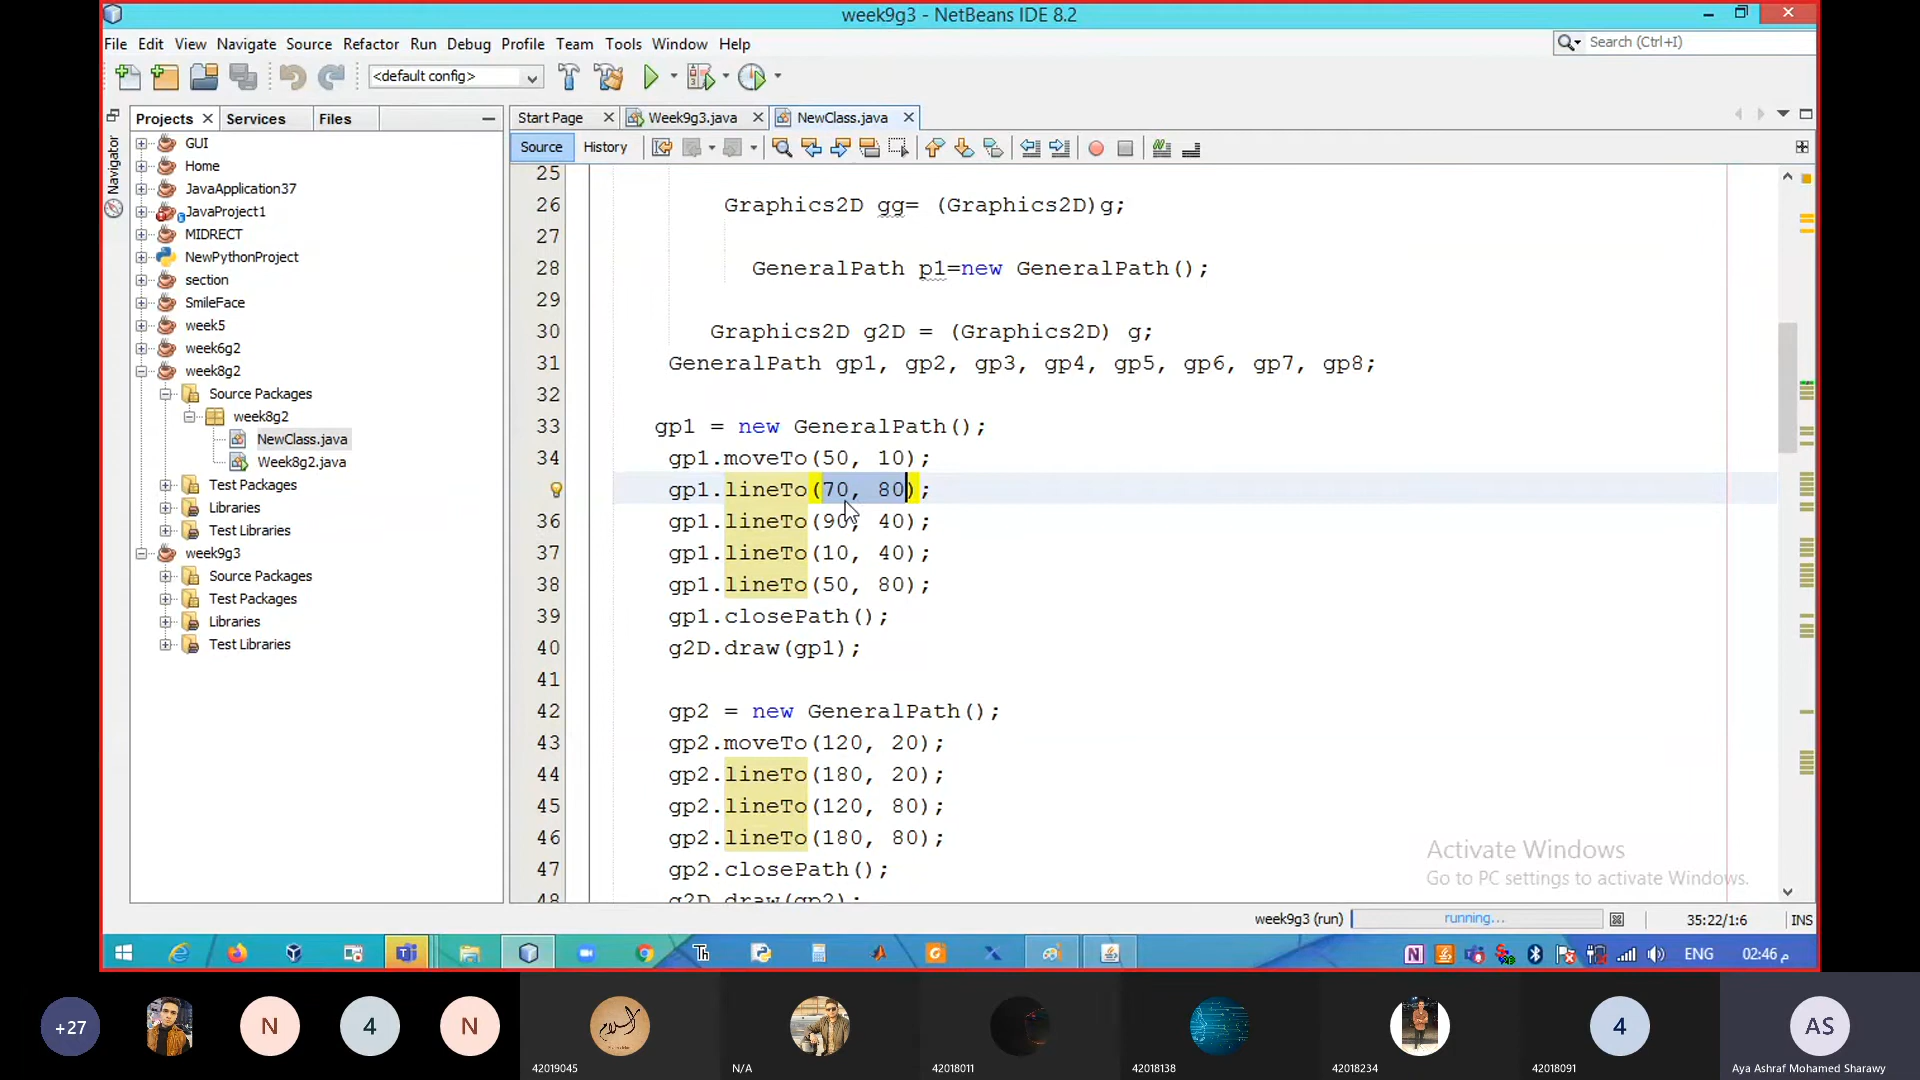 week9g3 - NetBeans IDE 8.2
File Edit View Navigate Source Refactor Run Debug Profile Team Tools Window Help
Search (Ctrl+I)
<default config>
Projects Services Files
Start Page Week9g3.java NewClass.java
Navigator
Source History
GUI
Home
JavaApplication37
JavaProject1
MIDRECT
NewPythonProject
section
SmileFace
week5
week6g2
week8g2
Source Packages
week8g2
NewClass.java
Week8g2.java
Test Packages
Libraries
Test Libraries
week9g3
Source Packages
Test Packages
Libraries
Test Libraries
25
26 Graphics2D gg= (Graphics2D)g;
27
28 GeneralPath p1=new GeneralPath();
29
30 Graphics2D g2D = (Graphics2D) g;
31 GeneralPath gp1, gp2, gp3, gp4, gp5, gp6, gp7, gp8;
32
33 gp1 = new GeneralPath();
34 gp1.moveTo(50, 10);
gp1.lineTo(70, 80);
36 gp1.lineTo(90, 40);
37 gp1.lineTo(10, 40);
38 gp1.lineTo(50, 80);
39 gp1.closePath();
40 g2D.draw(gp1);
41
42 gp2 = new GeneralPath();
43 gp2.moveTo(120, 20);
44 gp2.lineTo(180, 20);
45 gp2.lineTo(120, 80);
46 gp2.lineTo(180, 80);
47 gp2.closePath();
48 g2D.draw(gp2);
Activate Windows
Go to PC settings to activate Windows.
week9g3 (run) running... 35:22/1:6 INS
Th
ENG 02:46 م
+27 N 4 N اسلام 4 AS
42019045 N/A 42018011 42018138 42018234 42018091 Aya Ashraf Mohamed Sharawy